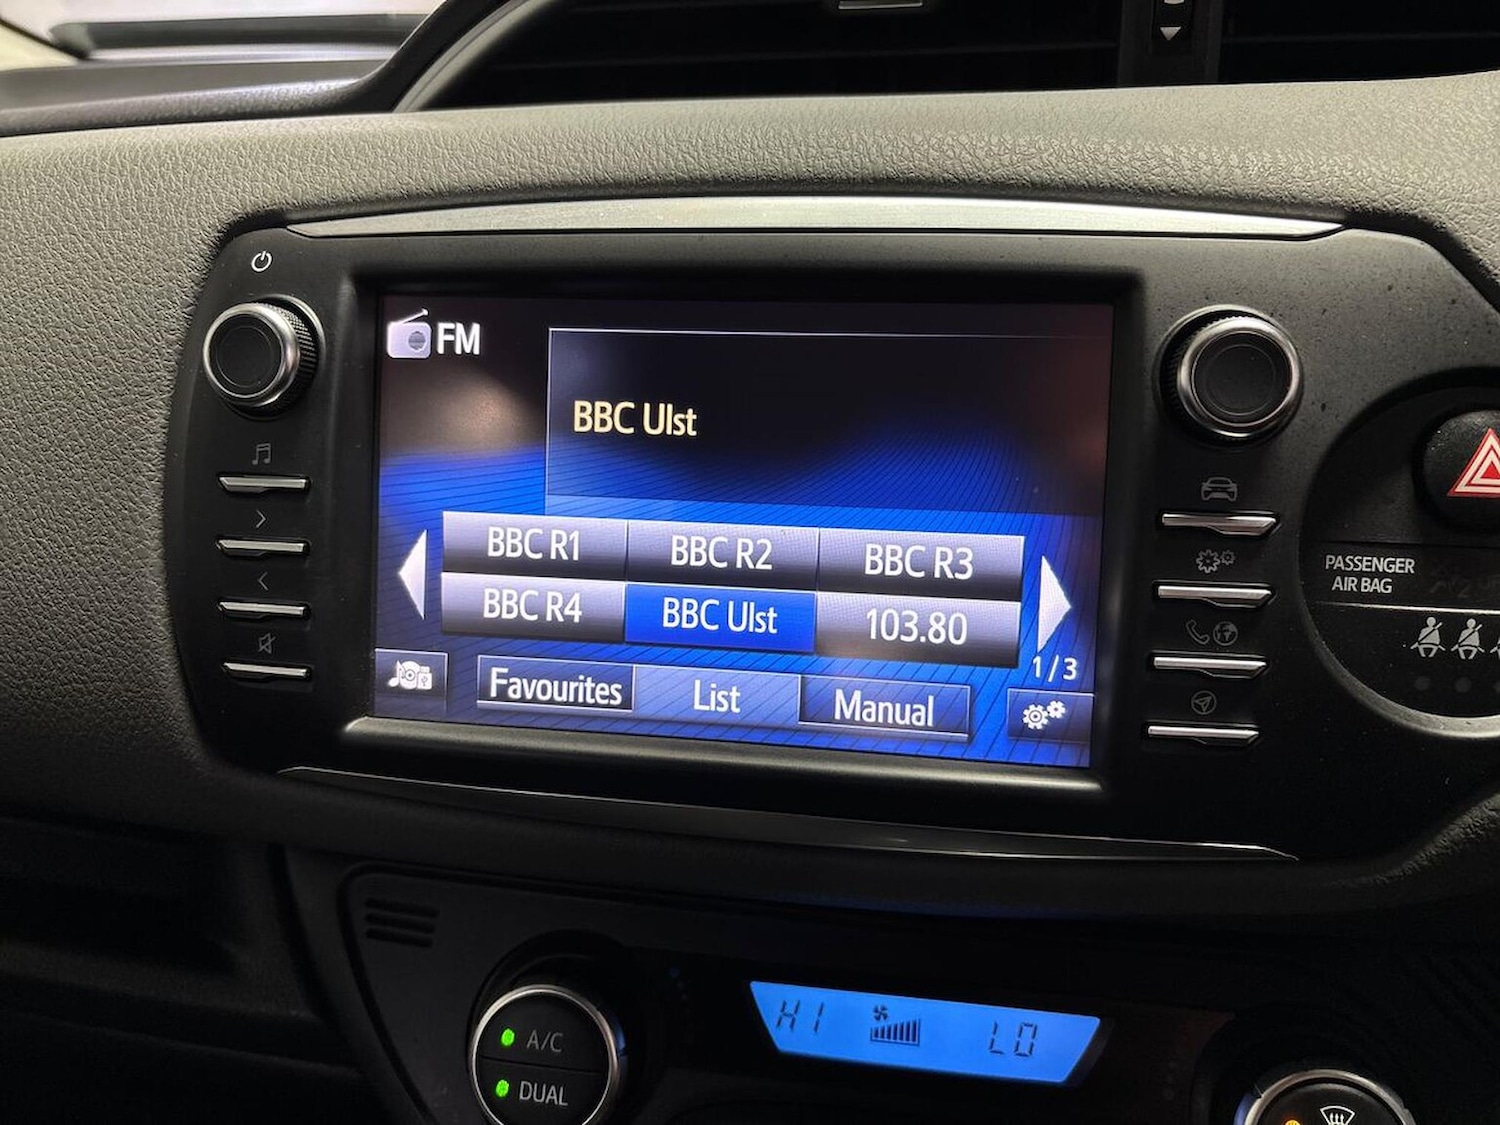 FM
BBC Ulst
BBC R1 BBC R2 BBC R3
BBC R4 BBC Ulst 103.80
1/3
Favourites List Manual
PASSENGER
AIR BAG
HI LO
A/C
DUAL